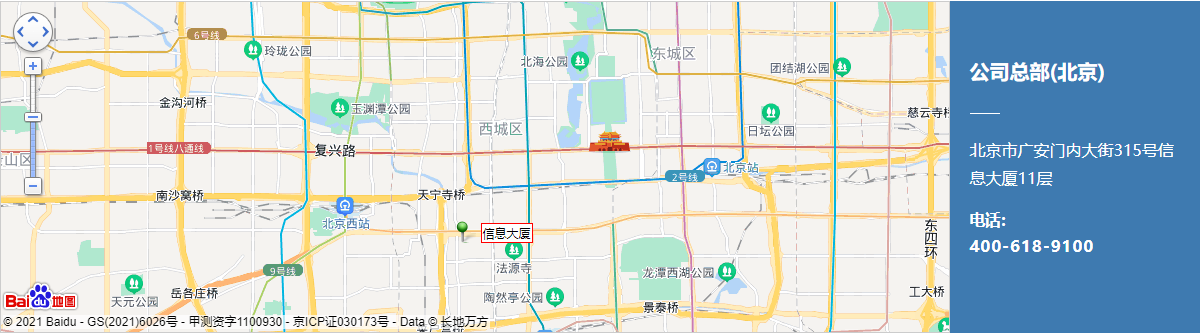 6号线
玲珑公园
北海公园
东城区
团结湖公园
公司总部(北京)
金沟河桥
玉渊潭公园
西城区
日坛公园
慈云寺桥
1号线八通线
复兴路
北京市广安门内大街315号信
息大厦11层
北京站
2号线
南沙窝桥
天宁寺桥
北京西站
信息大厦
电话:
400-618-9100
东四环
法源寺
9号线
龙潭西湖公园
天元公园
岳各庄桥
陶然亭公园
景泰桥
工大桥
Bai du 地图
© 2021 Baidu - GS(2021)6026号 - 甲测资字1100930 - 京ICP证030173号 - Data © 长地万方